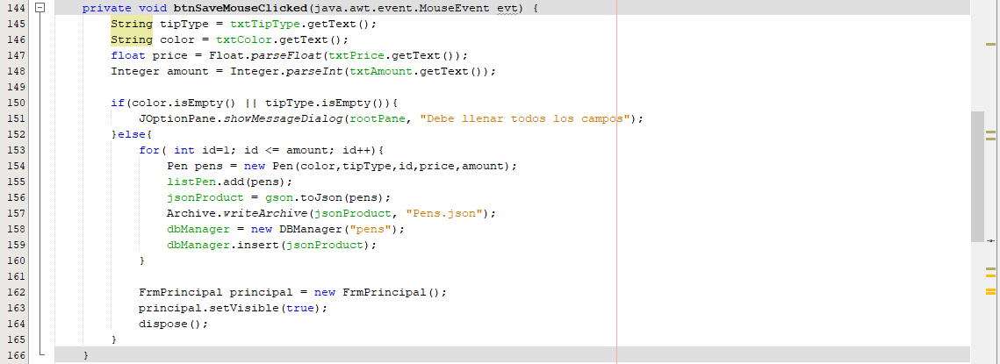 144 private void btnSaveMouseClicked(java.awt.event.MouseEvent evt) {
145 String tipType = txtTipType.getText();
146 String color = txtColor.getText();
147 float price = Float.parseFloat(txtPrice.getText());
148 Integer amount = Integer.parseInt(txtAmount.getText());
149
150 if(color.isEmpty() || tipType.isEmpty()){
151 JOptionPane.showMessageDialog(rootPane, "Debe llenar todos los campos");
152 }else{
153 for( int id=1; id <= amount; id++){
154 Pen pens = new Pen(color,tipType,id,price,amount);
155 listPen.add(pens);
156 jsonProduct = gson.toJson(pens);
157 Archive.writeArchive(jsonProduct, "Pens.json");
158 dbManager = new DBManager("pens");
159 dbManager.insert(jsonProduct);
160 }
161
162 FrmPrincipal principal = new FrmPrincipal();
163 principal.setVisible(true);
164 dispose();
165 }
166 }